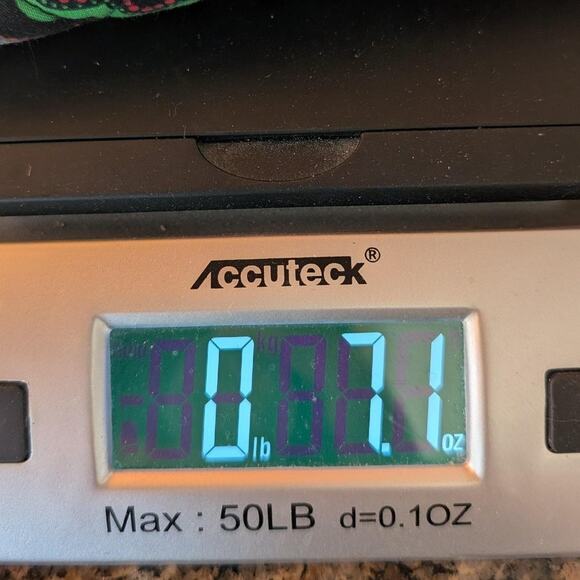 Accuteck®
0 lb 7.1 oz
Max : 50LB d=0.1OZ